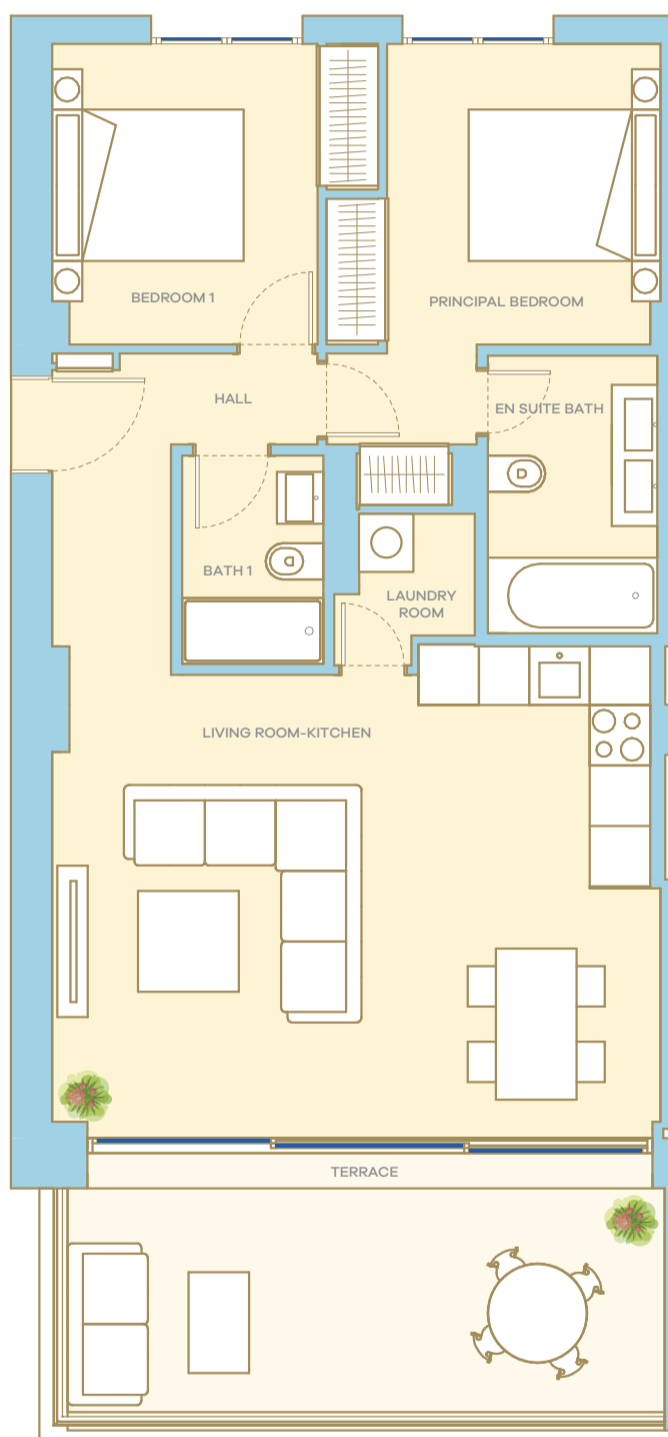 BEDROOM 1
PRINCIPAL BEDROOM
HALL
EN SUITE BATH
BATH 1
LAUNDRY
ROOM
LIVING ROOM-KITCHEN
TERRACE